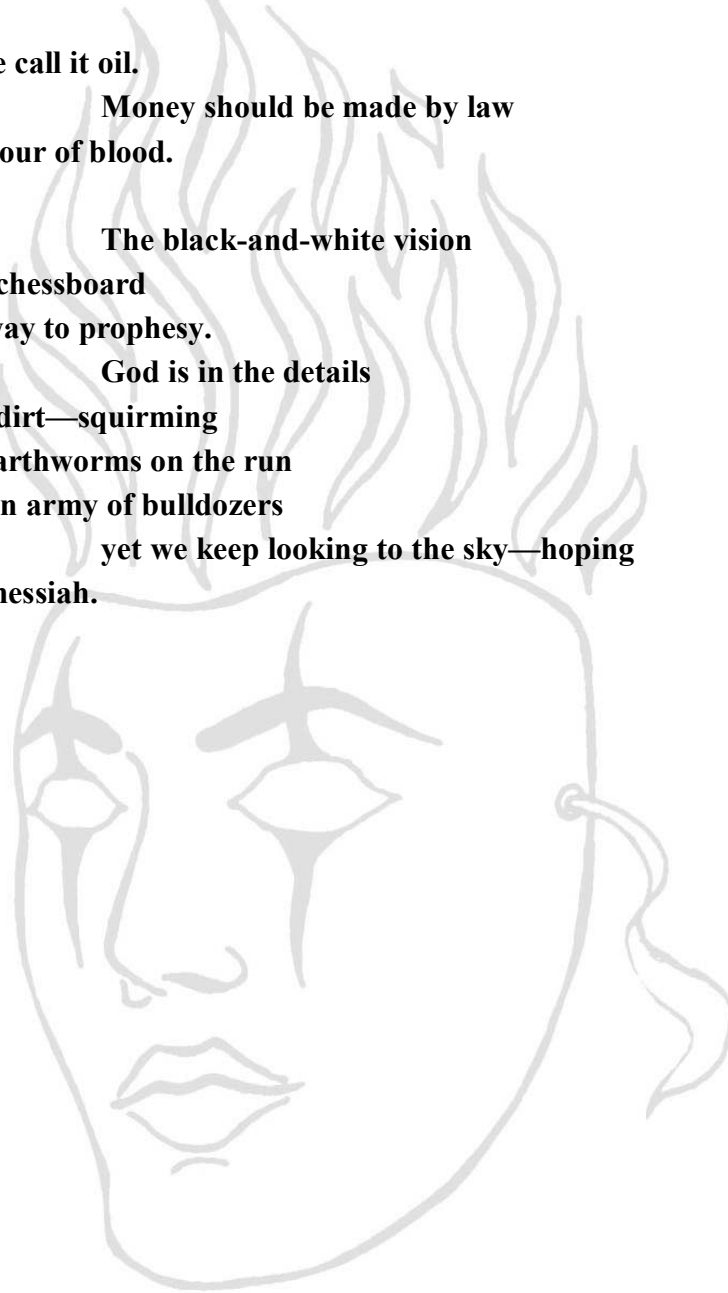 call it oil.
Money should be made by law
our of blood.
The black-and-white vision
chessboard
way to prophesy.
God is in the details
dirt—squirming
arthworms on the run
n army of bulldozers
yet we keep looking to the sky—hoping
nessiah.